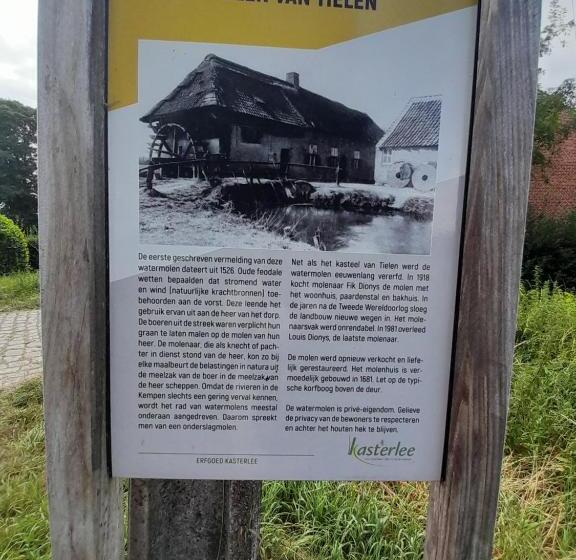 VAN TIELEN
De eerste geschreven vermelding van deze
watermolen dateert uit 1526. Oude feodale
wetten bepaalden dat stromend water
en wind (natuurlijke krachtbronnen) toe-
behoorden aan de vorst. Deze leende het
gebruik ervan uit aan de heer van het dorp.
De boeren uit de streek waren verplicht hun
graan te laten malen op de molen van hun
heer. De molenaar, die als knecht of pach-
ter in dienst stond van de heer, kon zo bij
elke maalbeurt de belastingen in natura uit
de meelzak van de boer in de meelzak van
de heer scheppen. Omdat de rivieren in de
Kempen slechts een gering verval kennen,
wordt het rad van watermolens meestal
onderaan aangedreven. Daarom spreekt
men van een onderslagmolen.
Net als het kasteel van Tielen werd de
watermolen eeuwenlang vererfd. In 1918
kocht molenaar Fik Dionys de molen met
het woonhuis, paardenstal en bakhuis. In
de jaren na de Tweede Wereldoorlog sloeg
de landbouw nieuwe wegen in. Het mole-
naarsvak werd onrendabel. In 1981 overleed
Louis Dionys, de laatste molenaar.
De molen werd opnieuw verkocht en liefe-
lijk gerestaureerd. Het molenhuis is ver-
moedelijk gebouwd in 1681. Let op de typi-
sche korfboog boven de deur.
De watermolen is privé-eigendom. Gelieve
de privacy van de bewoners te respecteren
en achter het houten hek te blijven.
ERFGOED KASTERLEE
Kasterlee